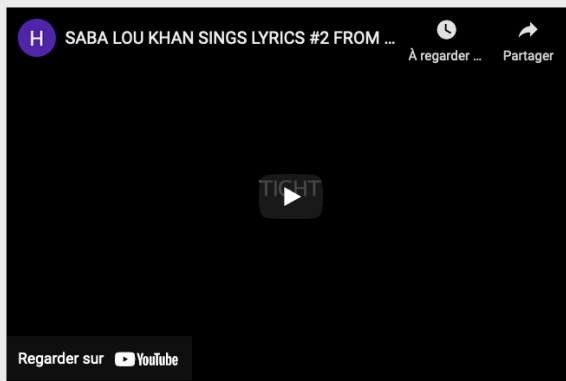 H SABA LOU KHAN SINGS LYRICS #2 FROM ...
À regarder ... Partager
TIGHT
Regarder sur YouTube